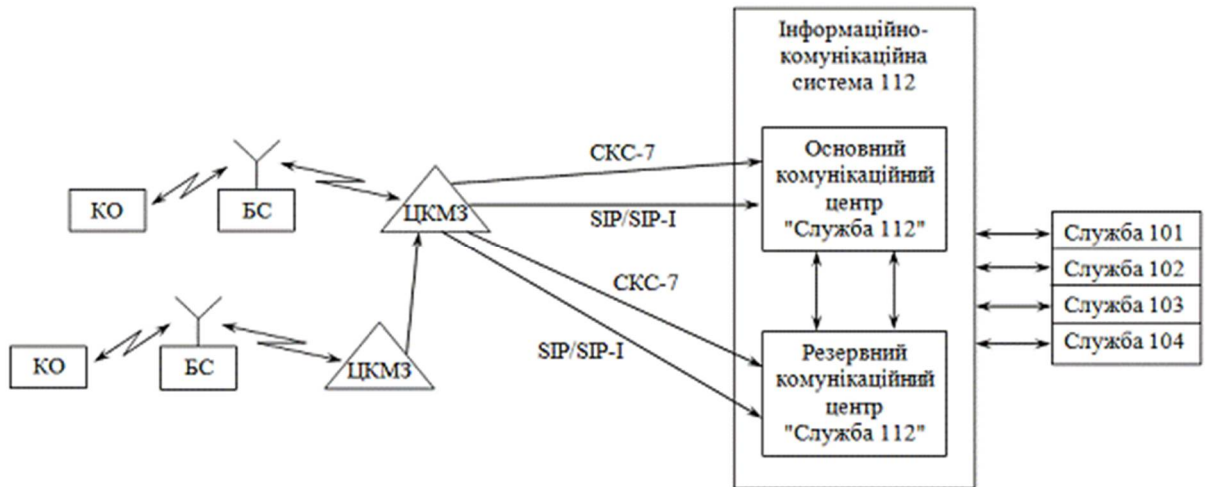 Інформаційно-
комунікаційна
система 112
СКС-7
Основний
комунікаційний
центр
"Служба 112"
КО
БС
ЦКМЗ
SIP/SIP-I
Служба 101
Служба 102
Служба 103
Служба 104
СКС-7
SIP/SIP-I
КО
БС
ЦКМЗ
Резервний
комунікаційний
центр
"Служба 112"